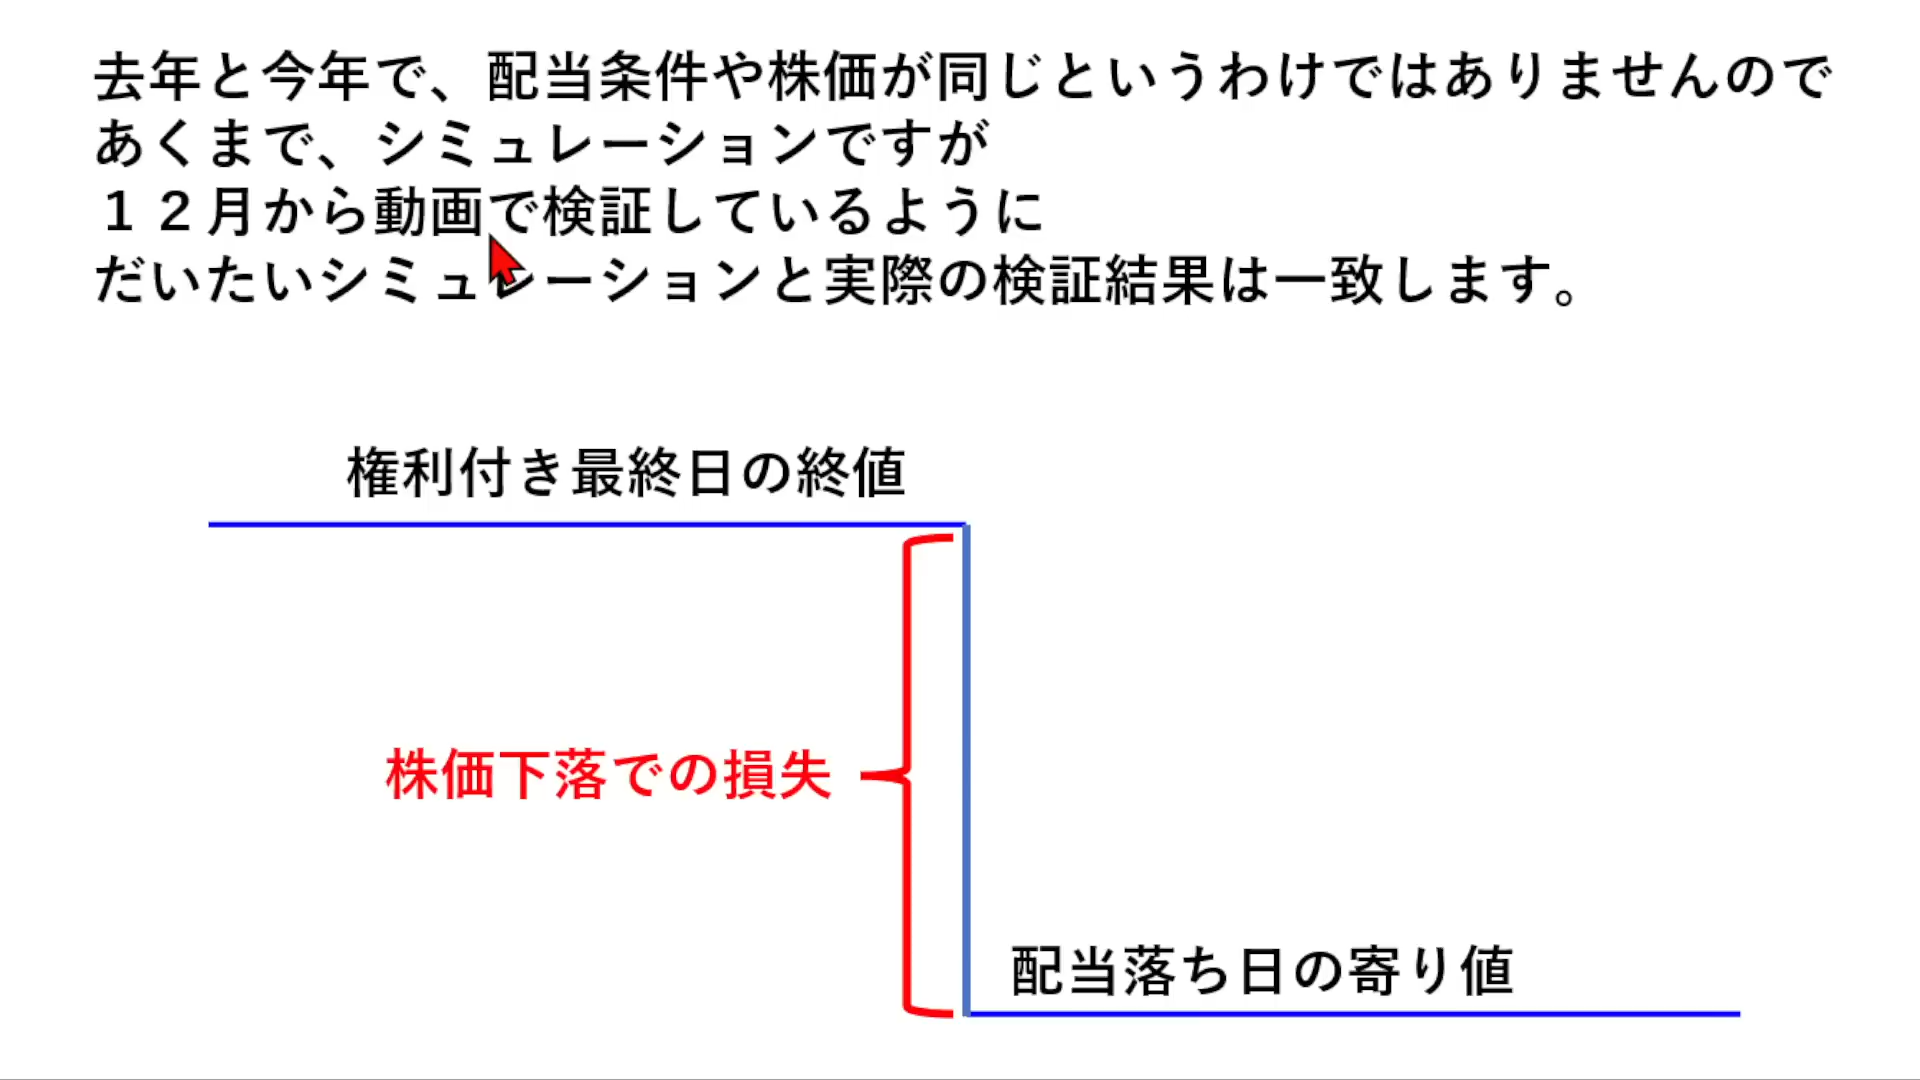 去年と今年で、配当条件や株価が同じというわけではありませんので
あくまで、シミュレーションですが
１２月から動画で検証しているように
だいたいシミュレーションと実際の検証結果は一致します。
権利付き最終日の終値
株価下落での損失
配当落ち日の寄り値